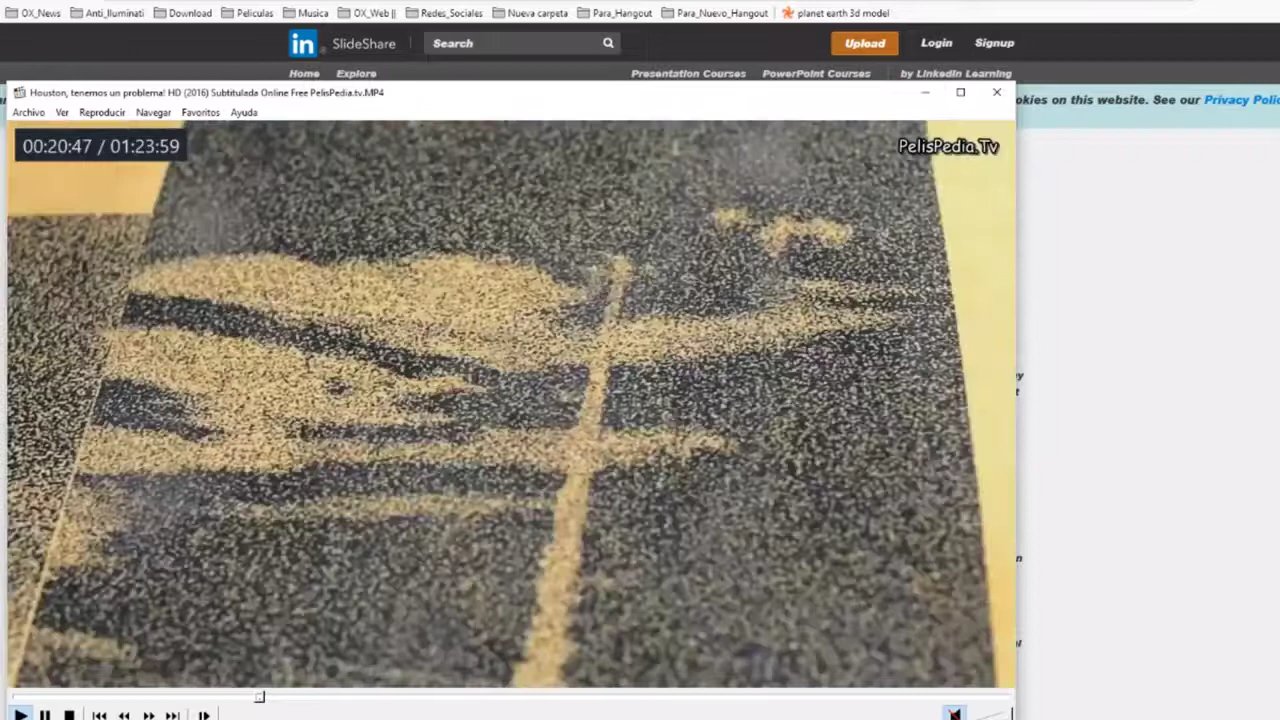 OX_News Anti_Iluminati Download Peliculas Musica OX_Web || Redes_Sociales Nueva carpeta Para_Hangout Para_Nuevo_Hangout planet earth 3d model
in SlideShare Search Upload Login Signup
Home Explore Presentation Courses PowerPoint Courses by LinkedIn Learning
Houston, tenemos un problema! HD (2016) Subtitulada Online Free PelisPedia.tv.MP4
okies on this website. See our Privacy Polic
Archivo Ver Reproducir Navegar Favoritos Ayuda
00:20:47 / 01:23:59
PelisPedia.Tv